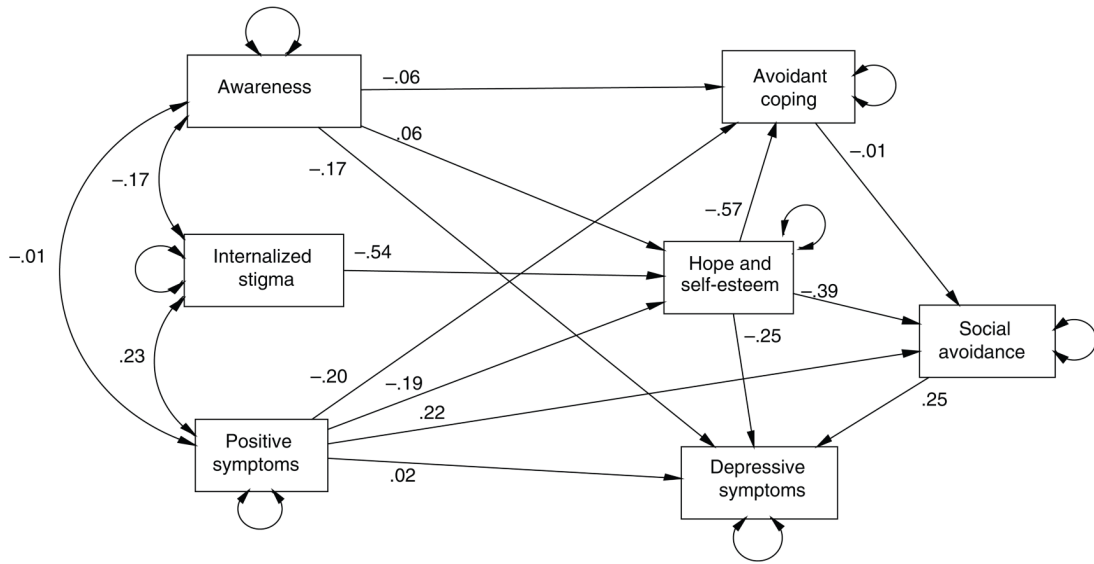 Awareness
–.06
Avoidant
coping
.06
–.17
–.01
–.17
–.57
–.01
Internalized
stigma
–.54
Hope and
self-esteem
–.39
Social
avoidance
–.25
.23
–.20
–.19
.22
.25
Positive
symptoms
.02
Depressive
symptoms